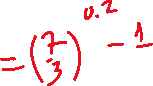 = (7/3)^0.2 - 1